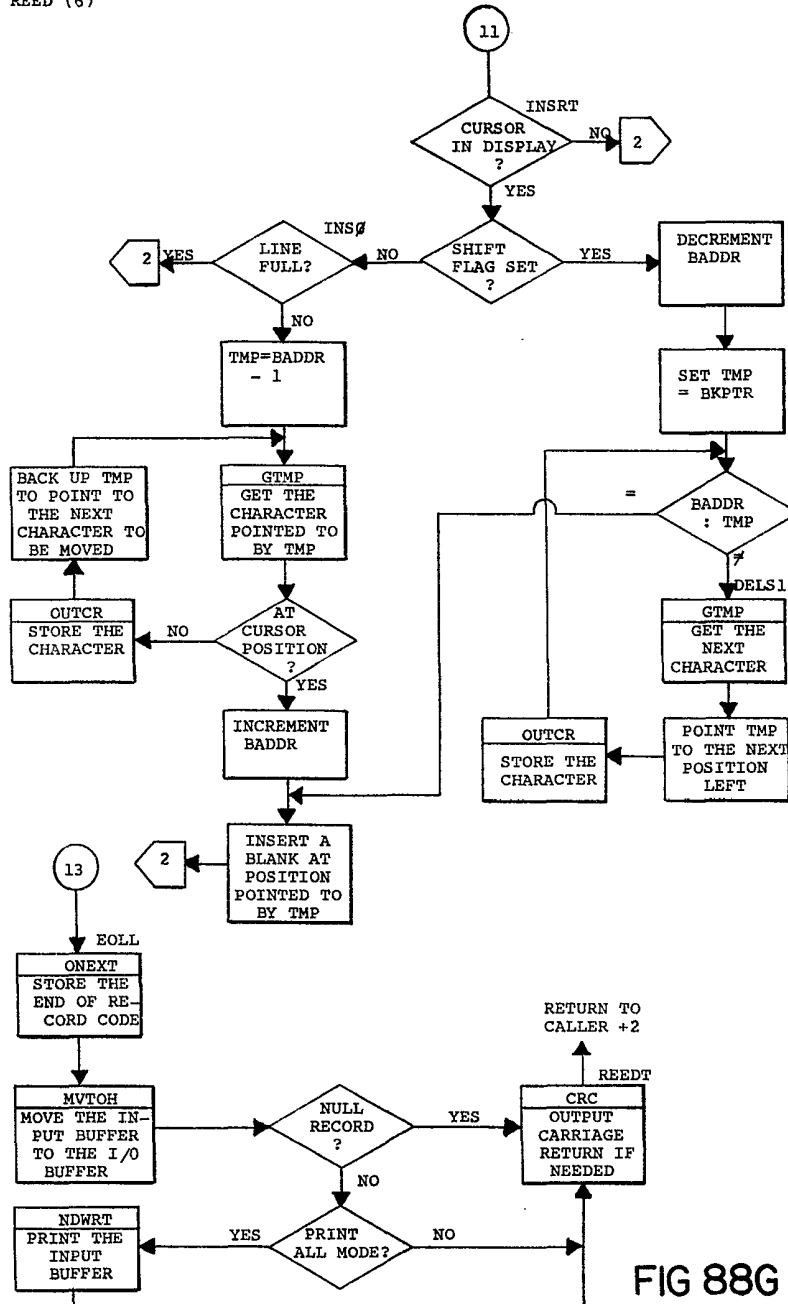 REED (6)
11
INSRT
CURSOR
IN DISPLAY
?
NO
2
YES
INSØ
LINE
FULL?
YES
2
NO
SHIFT
FLAG SET
?
YES
DECREMENT
BADDR
NO
TMP=BADDR
- 1
SET TMP
= BKPTR
BACK UP TMP
TO POINT TO
THE NEXT
CHARACTER TO
BE MOVED
GTMP
GET THE
CHARACTER
POINTED TO
BY TMP
=
BADDR
: TMP
≠
DELS1
OUTCR
STORE THE
CHARACTER
NO
AT
CURSOR
POSITION
?
YES
GTMP
GET THE
NEXT
CHARACTER
INCREMENT
BADDR
OUTCR
STORE THE
CHARACTER
POINT TMP
TO THE NEXT
POSITION
LEFT
2
INSERT A
BLANK AT
POSITION
POINTED TO
BY TMP
13
EOLL
ONEXT
STORE THE
END OF RE-
CORD CODE
RETURN TO
CALLER +2
REEDT
MVTOH
MOVE THE IN-
PUT BUFFER
TO THE I/O
BUFFER
NULL
RECORD
?
YES
CRC
OUTPUT
CARRIAGE
RETURN IF
NEEDED
NO
NDWRT
PRINT THE
INPUT
BUFFER
YES
PRINT
ALL MODE?
NO
FIG 88G